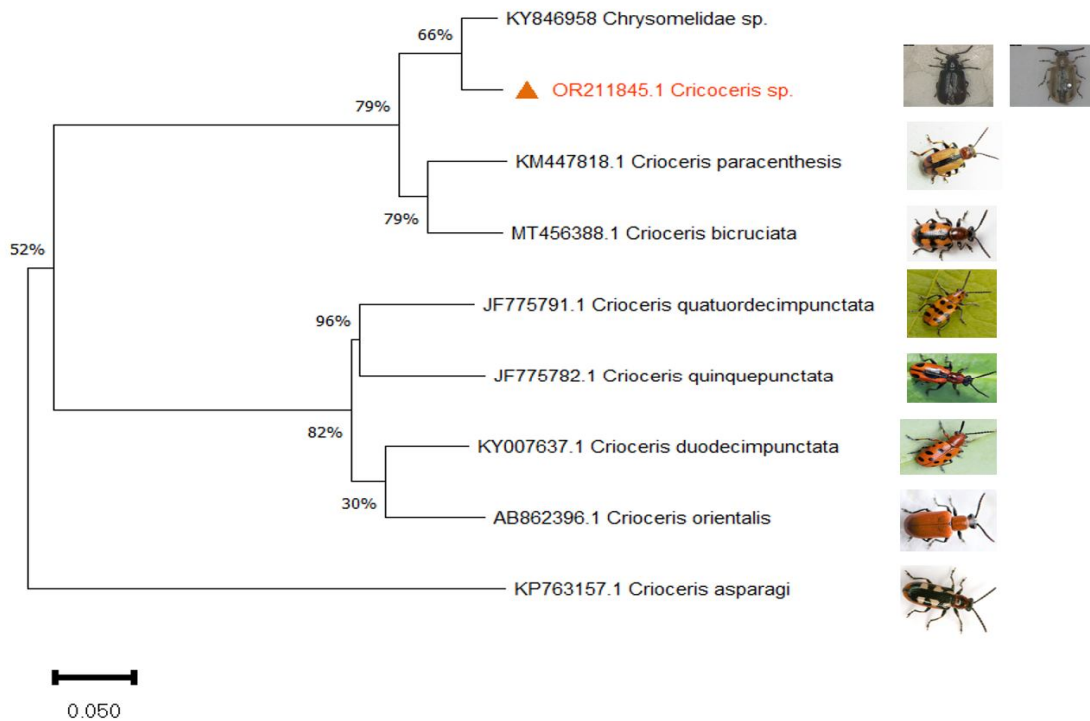 KY846958 Chrysomelidae sp.
66%
OR211845.1 Cricoceris sp.
79%
KM447818.1 Crioceris paracenthesis
79%
MT456388.1 Crioceris bicruciata
52%
JF775791.1 Crioceris quatuordecimpunctata
96%
JF775782.1 Crioceris quinquepunctata
82%
KY007637.1 Crioceris duodecimpunctata
30%
AB862396.1 Crioceris orientalis
KP763157.1 Crioceris asparagi
0.050